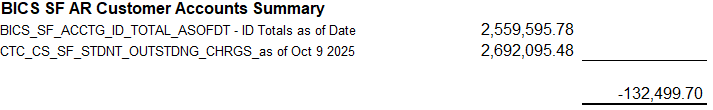 BICS SF AR Customer Accounts Summary
BICS_SF_ACCTG_ID_TOTAL_ASOFDT - ID Totals as of Date 2,559,595.78
CTC_CS_SF_STDNT_OUTSTDNG_CHRGS_as of Oct 9 2025 2,692,095.48
-132,499.70